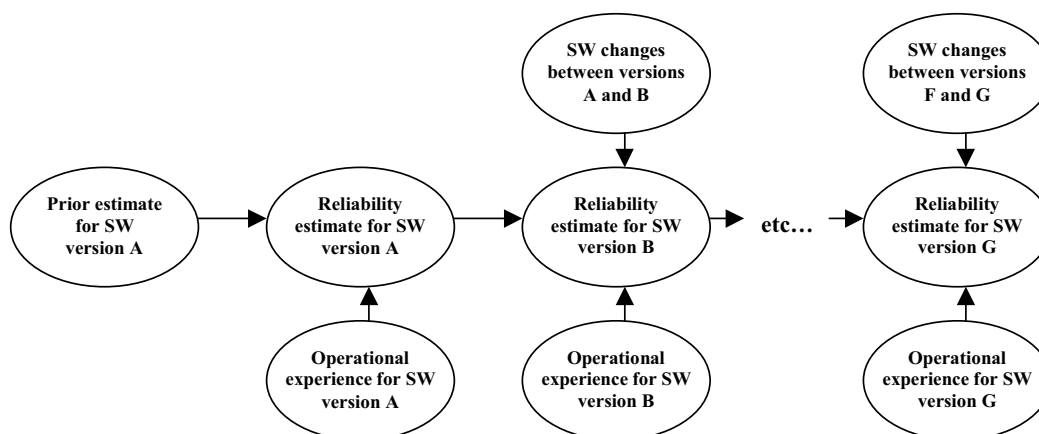 SW changes
between versions
A and B
SW changes
between versions
F and G
Prior estimate
for SW
version A
Reliability
estimate for SW
version A
Reliability
estimate for SW
version B
etc…
Reliability
estimate for SW
version G
Operational
experience for SW
version A
Operational
experience for SW
version B
Operational
experience for SW
version G